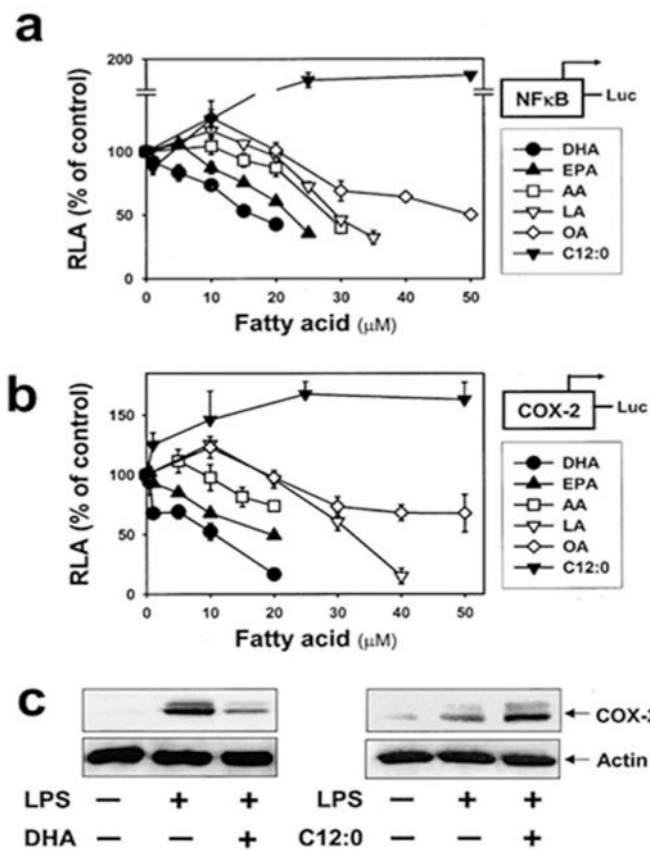 a
200
100
50
0
RLA (% of control)
0 10 20 30 40 50
Fatty acid (μM)
NFκB
Luc
DHA
EPA
AA
LA
OA
C12:0
b
150
100
50
0
RLA (% of control)
0 10 20 30 40 50
Fatty acid (μM)
COX-2
Luc
DHA
EPA
AA
LA
OA
C12:0
c
COX-2
Actin
LPS − + + LPS − + +
DHA − − + C12:0 − − +